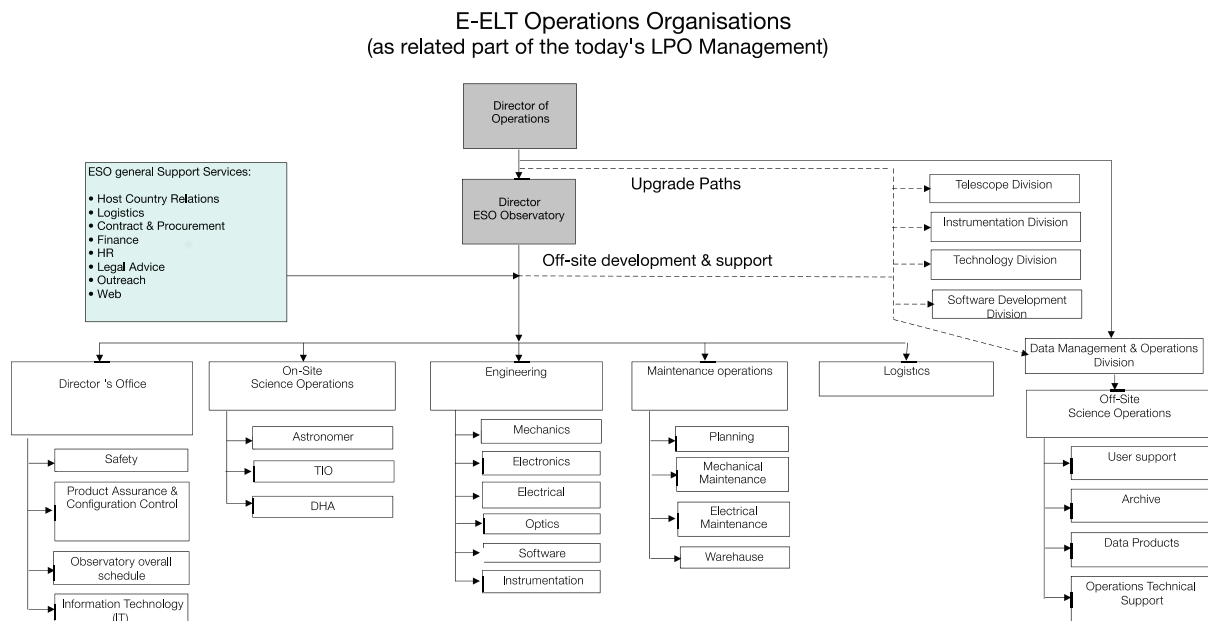 E-ELT Operations Organisations
(as related part of the today's LPO Management)
Director of
Operations
ESO general Support Services:
• Host Country Relations
• Logistics
• Contract & Procurement
• Finance
• HR
• Legal Advice
• Outreach
• Web
Director
ESO Observatory
Upgrade Paths
Off-site development & support
Telescope Division
Instrumentation Division
Technology Division
Software Development
Division
Data Management & Operations
Division
Director 's Office
Safety
Product Assurance &
Configuration Control
Observatory overall
schedule
Information Technology
(IT)
On-Site
Science Operations
Astronomer
TIO
DHA
Engineering
Mechanics
Electronics
Electrical
Optics
Software
Instrumentation
Maintenance operations
Planning
Mechanical
Maintenance
Electrical
Maintenance
Warehause
Logistics
Off-Site
Science Operations
User support
Archive
Data Products
Operations Technical
Support